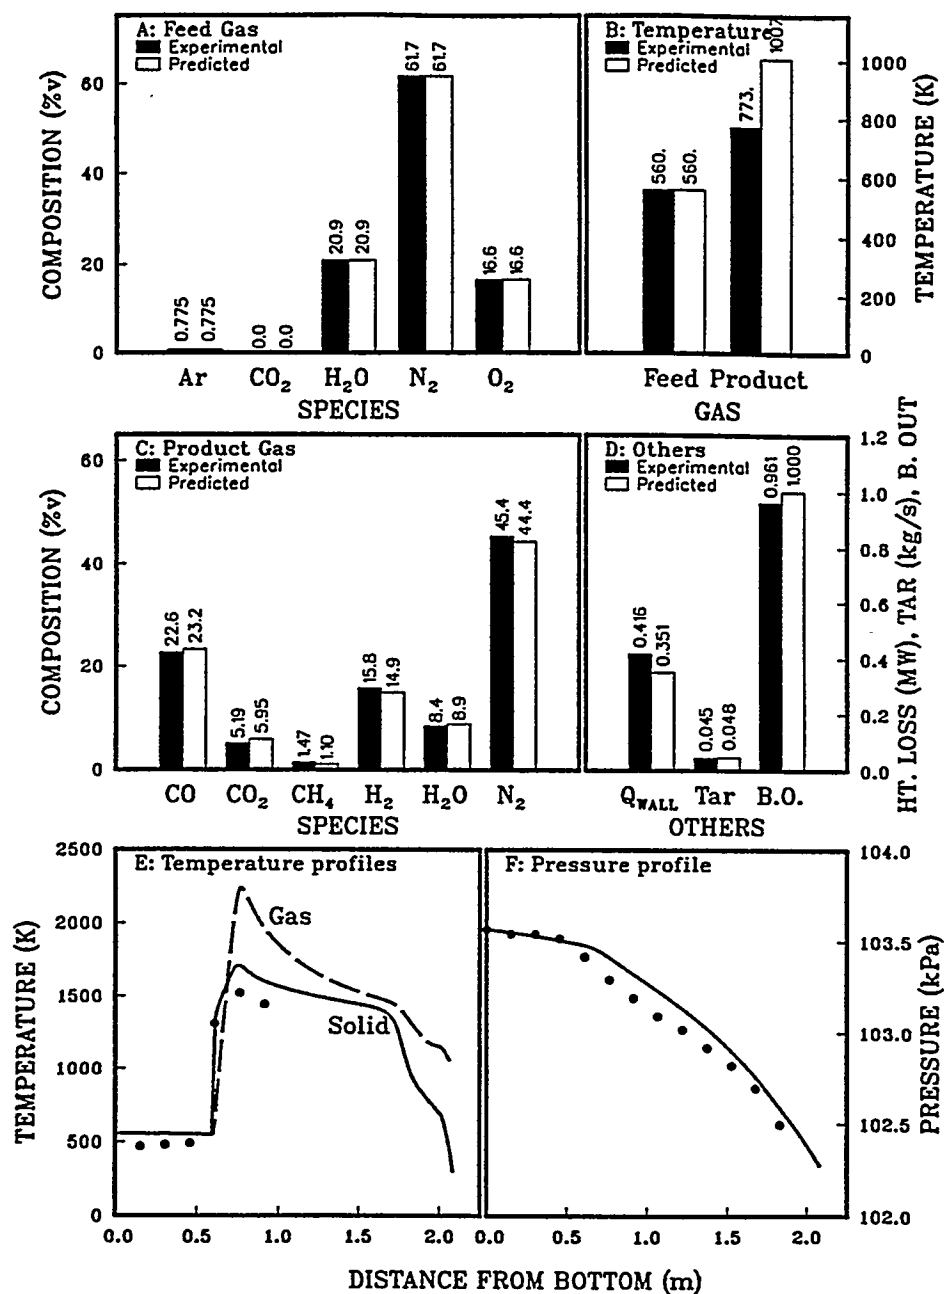 A: Feed Gas
Experimental
Predicted
COMPOSITION (%v)
60
40
20
0
0.775
0.775
0.0
0.0
20.9
20.9
61.7
61.7
16.6
16.6
Ar CO₂ H₂O N₂ O₂
SPECIES
B: Temperature
Experimental
Predicted
560.
560.
773.
1007
1000
800
600
400
200
0
TEMPERATURE (K)
Feed Product
GAS
C: Product Gas
Experimental
Predicted
COMPOSITION (%v)
60
40
20
0
22.6
23.2
5.19
5.95
1.47
1.10
15.8
14.9
8.4
8.9
45.4
44.4
CO CO₂ CH₄ H₂ H₂O N₂
SPECIES
D: Others
Experimental
Predicted
0.416
0.351
0.045
0.048
0.961
1.000
1.2
1.0
0.8
0.6
0.4
0.2
0.0
HT. LOSS (MW), TAR (kg/s), B. OUT
Q_WALL Tar B.O.
OTHERS
E: Temperature profiles
TEMPERATURE (K)
2500
2000
1500
1000
500
0
Gas
Solid
0.0 0.5 1.0 1.5 2.0
F: Pressure profile
104.0
103.5
103.0
102.5
102.0
PRESSURE (kPa)
0.0 0.5 1.0 1.5 2.0
DISTANCE FROM BOTTOM (m)